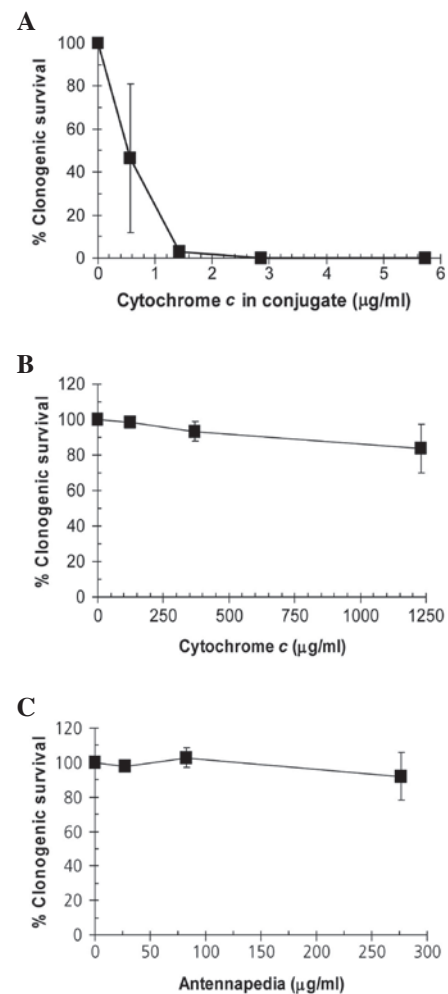 A
% Clonogenic survival
100
80
60
40
20
0
0 1 2 3 4 5 6
Cytochrome c in conjugate (μg/ml)
B
% Clonogenic survival
120
100
80
60
40
20
0
0 250 500 750 1000 1250
Cytochrome c (μg/ml)
C
% Clonogenic survival
120
100
80
60
40
20
0
0 50 100 150 200 250 300
Antennapedia (μg/ml)